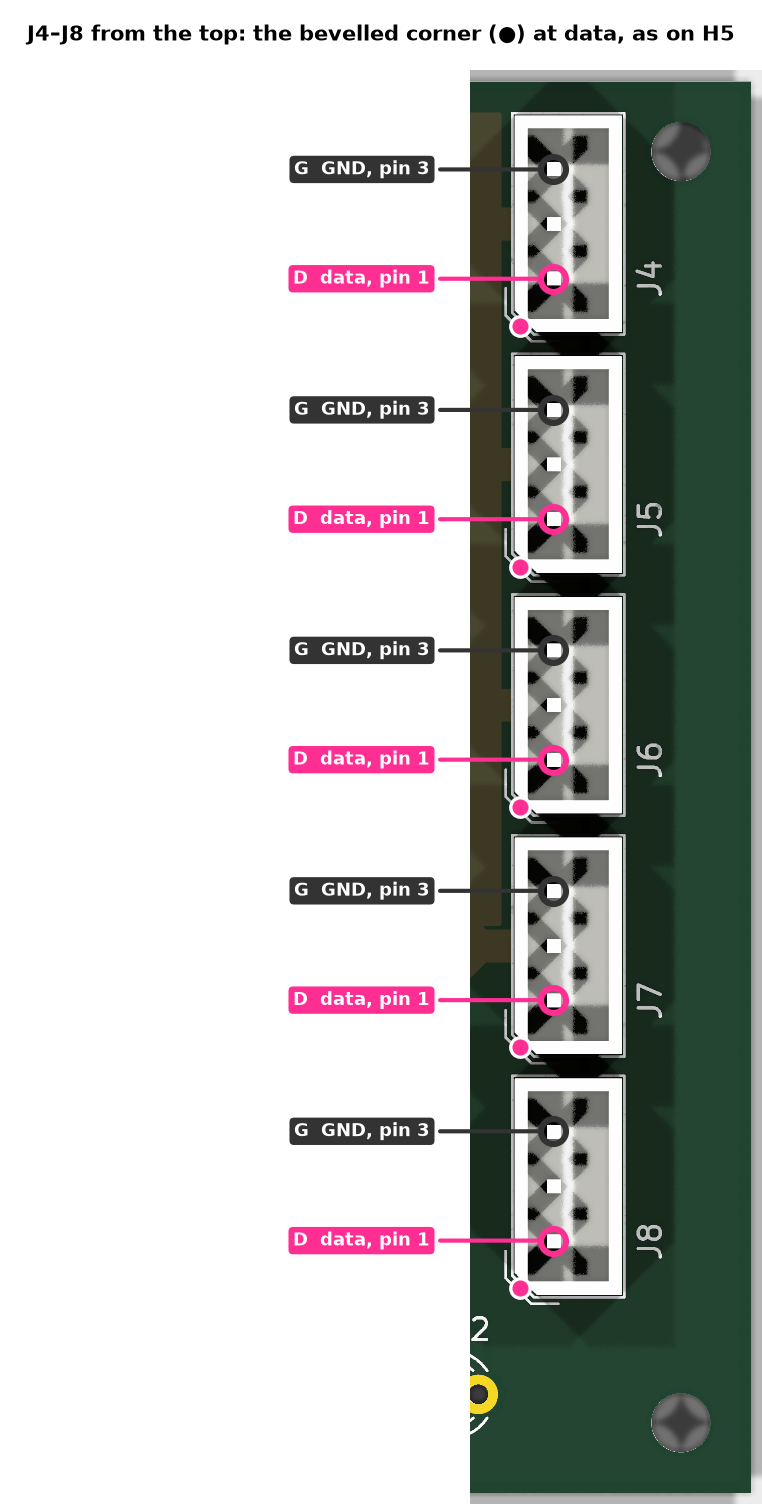 J4–J8 from the top: the bevelled corner (●) at data, as on H5
G GND, pin 3
D data, pin 1
J4
G GND, pin 3
D data, pin 1
J5
G GND, pin 3
D data, pin 1
J6
G GND, pin 3
D data, pin 1
J7
G GND, pin 3
D data, pin 1
J8
2